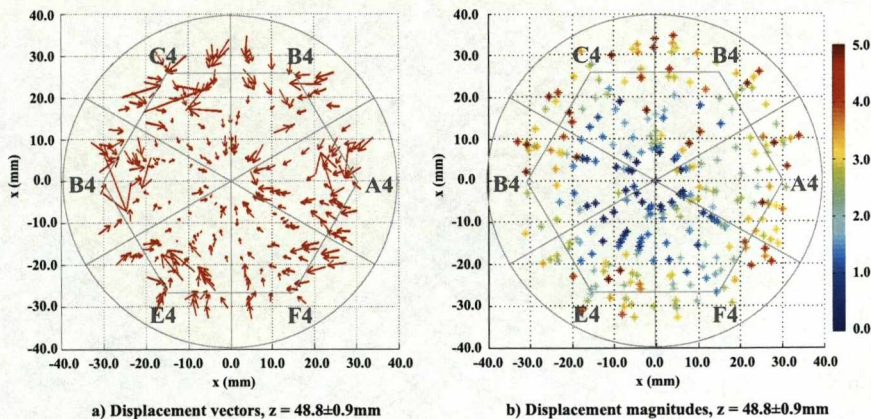 40.0
30.0
20.0
10.0
0.0
-10.0
-20.0
-30.0
-40.0
x (mm)
-40.0 -30.0 -20.0 -10.0 0.0 10.0 20.0 30.0 40.0
x (mm)
C4 B4
B4 A4
E4 F4
a) Displacement vectors, z = 48.8±0.9mm
40.0
30.0
20.0
10.0
0.0
-10.0
-20.0
-30.0
-40.0
x (mm)
-40.0 -30.0 -20.0 -10.0 0.0 10.0 20.0 30.0 40.0
x (mm)
C4 B4
B4 A4
E4 F4
5.0
4.0
3.0
2.0
1.0
0.0
b) Displacement magnitudes, z = 48.8±0.9mm